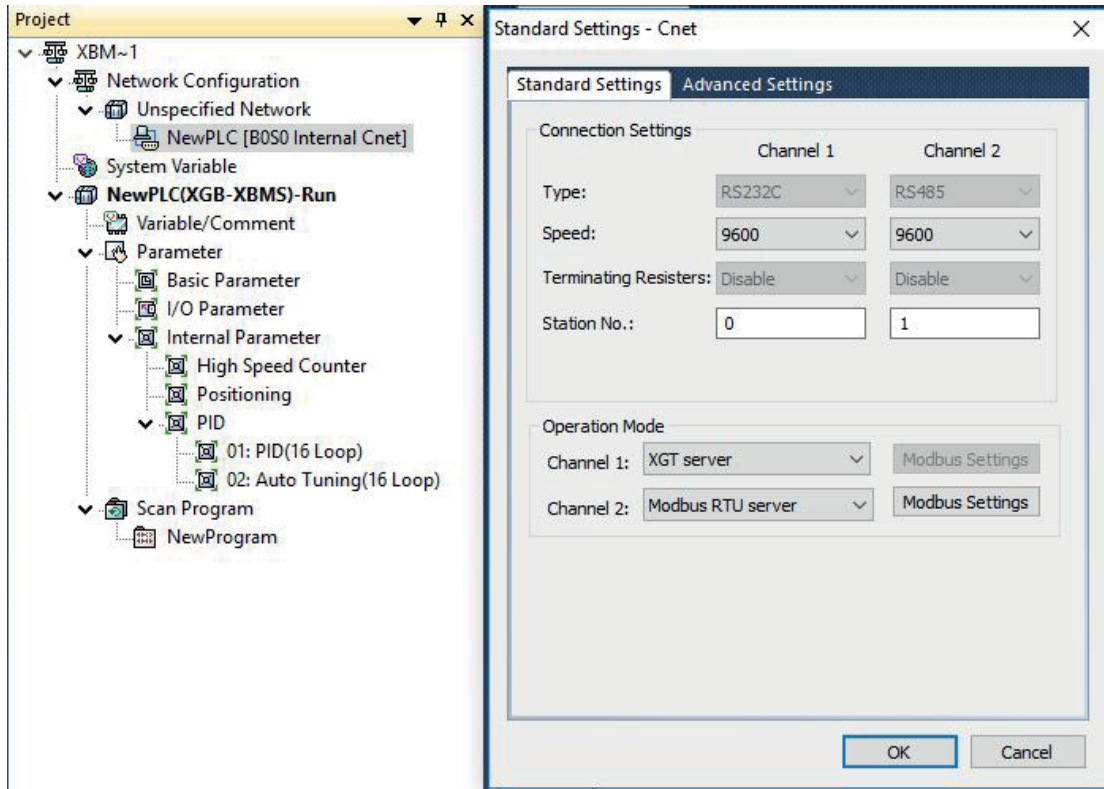 Project
XBM~1
Network Configuration
Unspecified Network
NewPLC [B0S0 Internal Cnet]
System Variable
NewPLC(XGB-XBMS)-Run
Variable/Comment
Parameter
Basic Parameter
I/O Parameter
Internal Parameter
High Speed Counter
Positioning
PID
01: PID(16 Loop)
02: Auto Tuning(16 Loop)
Scan Program
NewProgram
Standard Settings - Cnet
Standard Settings Advanced Settings
Connection Settings
Channel 1 Channel 2
Type: RS232C RS485
Speed: 9600 9600
Terminating Resisters: Disable Disable
Station No.: 0 1
Operation Mode
Channel 1: XGT server Modbus Settings
Channel 2: Modbus RTU server Modbus Settings
OK Cancel